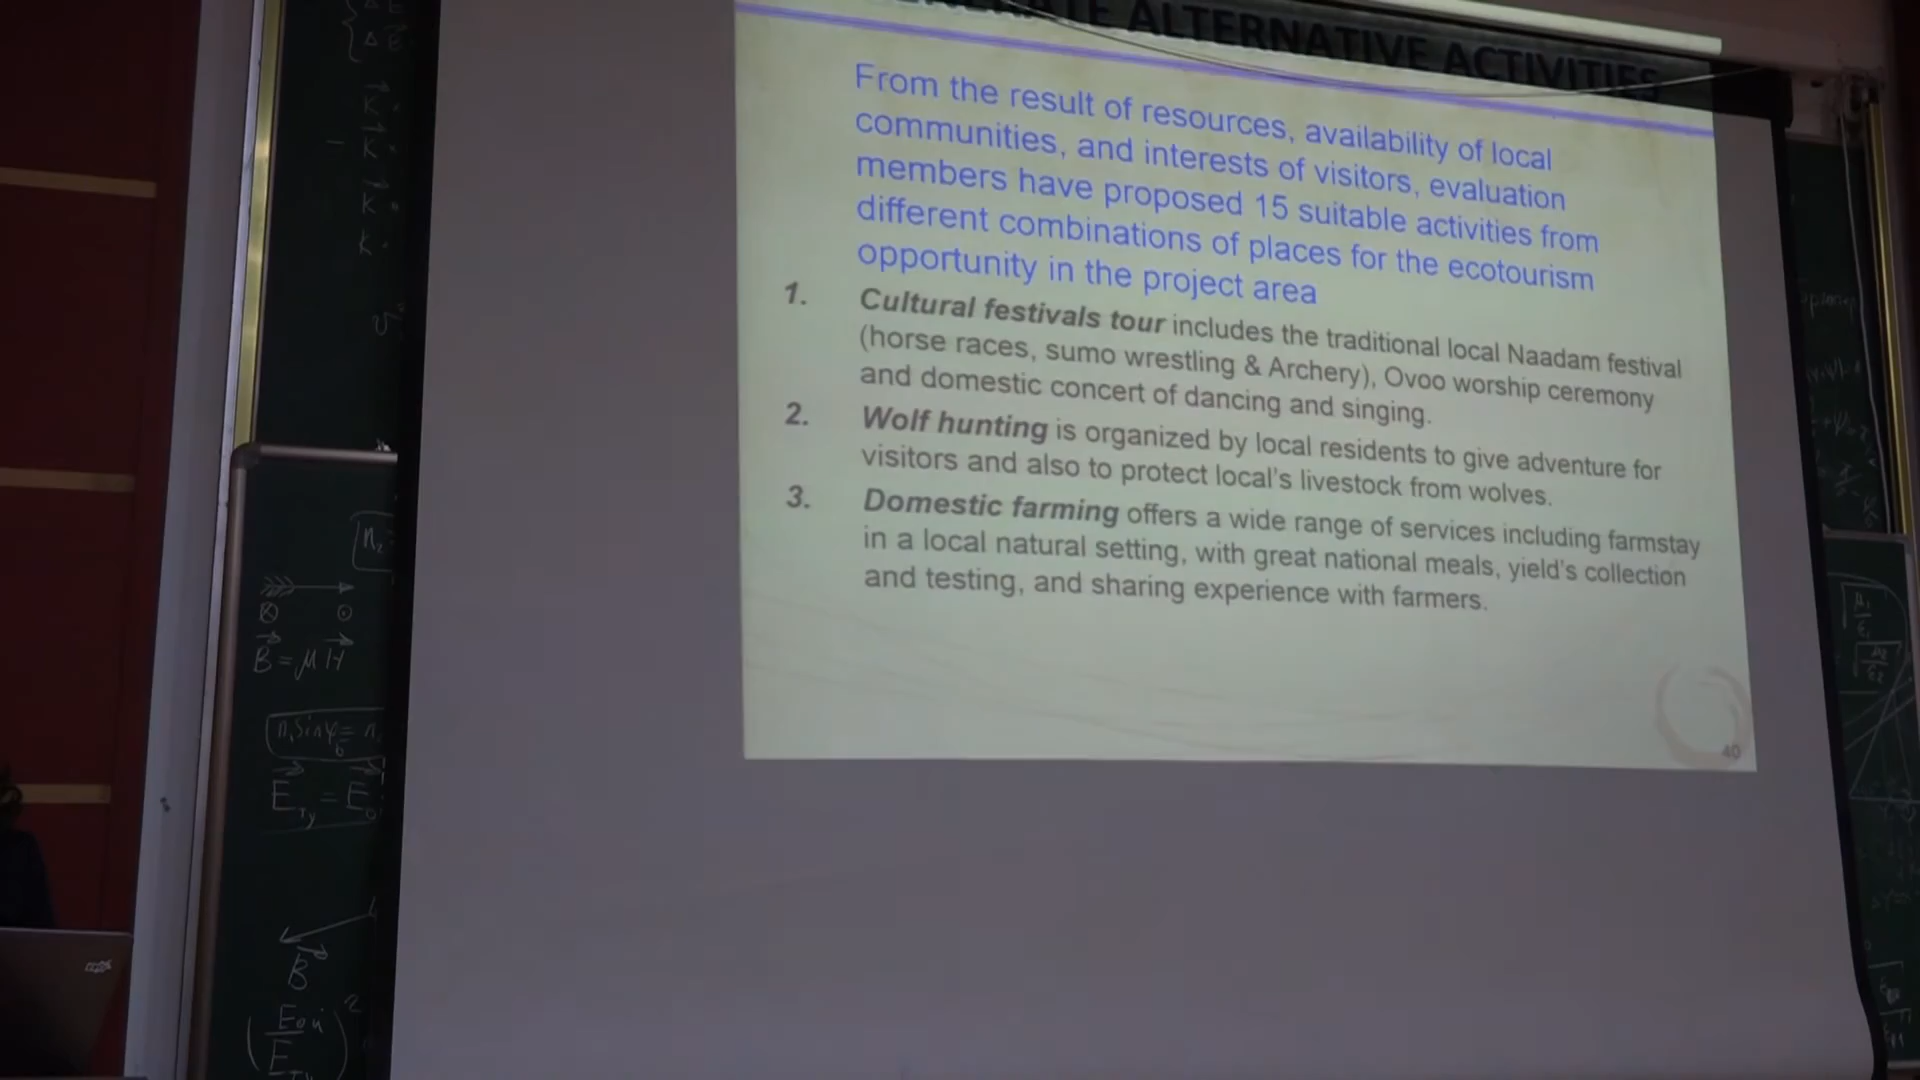 ALTERNATIVE ACTIVITIES
From the result of resources, availability of local
communities, and interests of visitors, evaluation
members have proposed 15 suitable activities from
different combinations of places for the ecotourism
opportunity in the project area
1. Cultural festivals tour includes the traditional local Naadam festival
(horse races, sumo wrestling & Archery), Ovoo worship ceremony
and domestic concert of dancing and singing.
2. Wolf hunting is organized by local residents to give adventure for
visitors and also to protect local's livestock from wolves.
3. Domestic farming offers a wide range of services including farmstay
in a local natural setting, with great national meals, yield's collection
and testing, and sharing experience with farmers.
40
B = μH